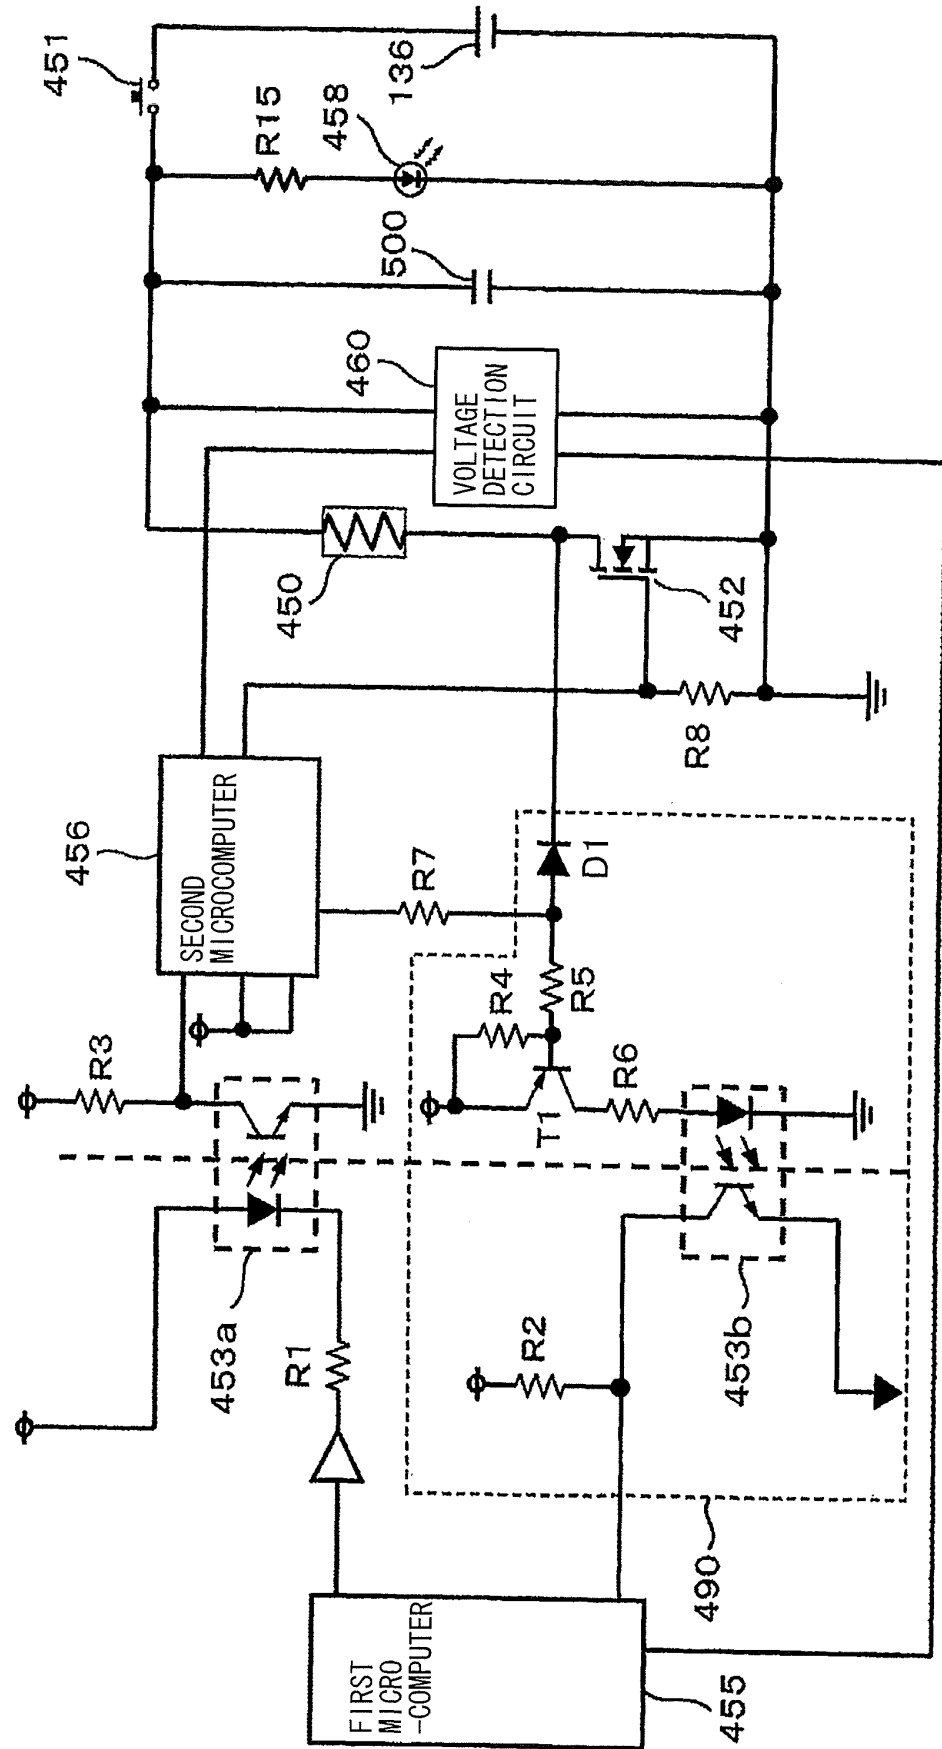 451
136
R15
458
500
460
VOLTAGE
DETECTION
CIRCUIT
450
452
R8
456
SECOND
MICROCOMPUTER
R7
D1
R4
R5
R3
T1
R6
453a
R1
R2
453b
490
FIRST
MICRO
-COMPUTER
455